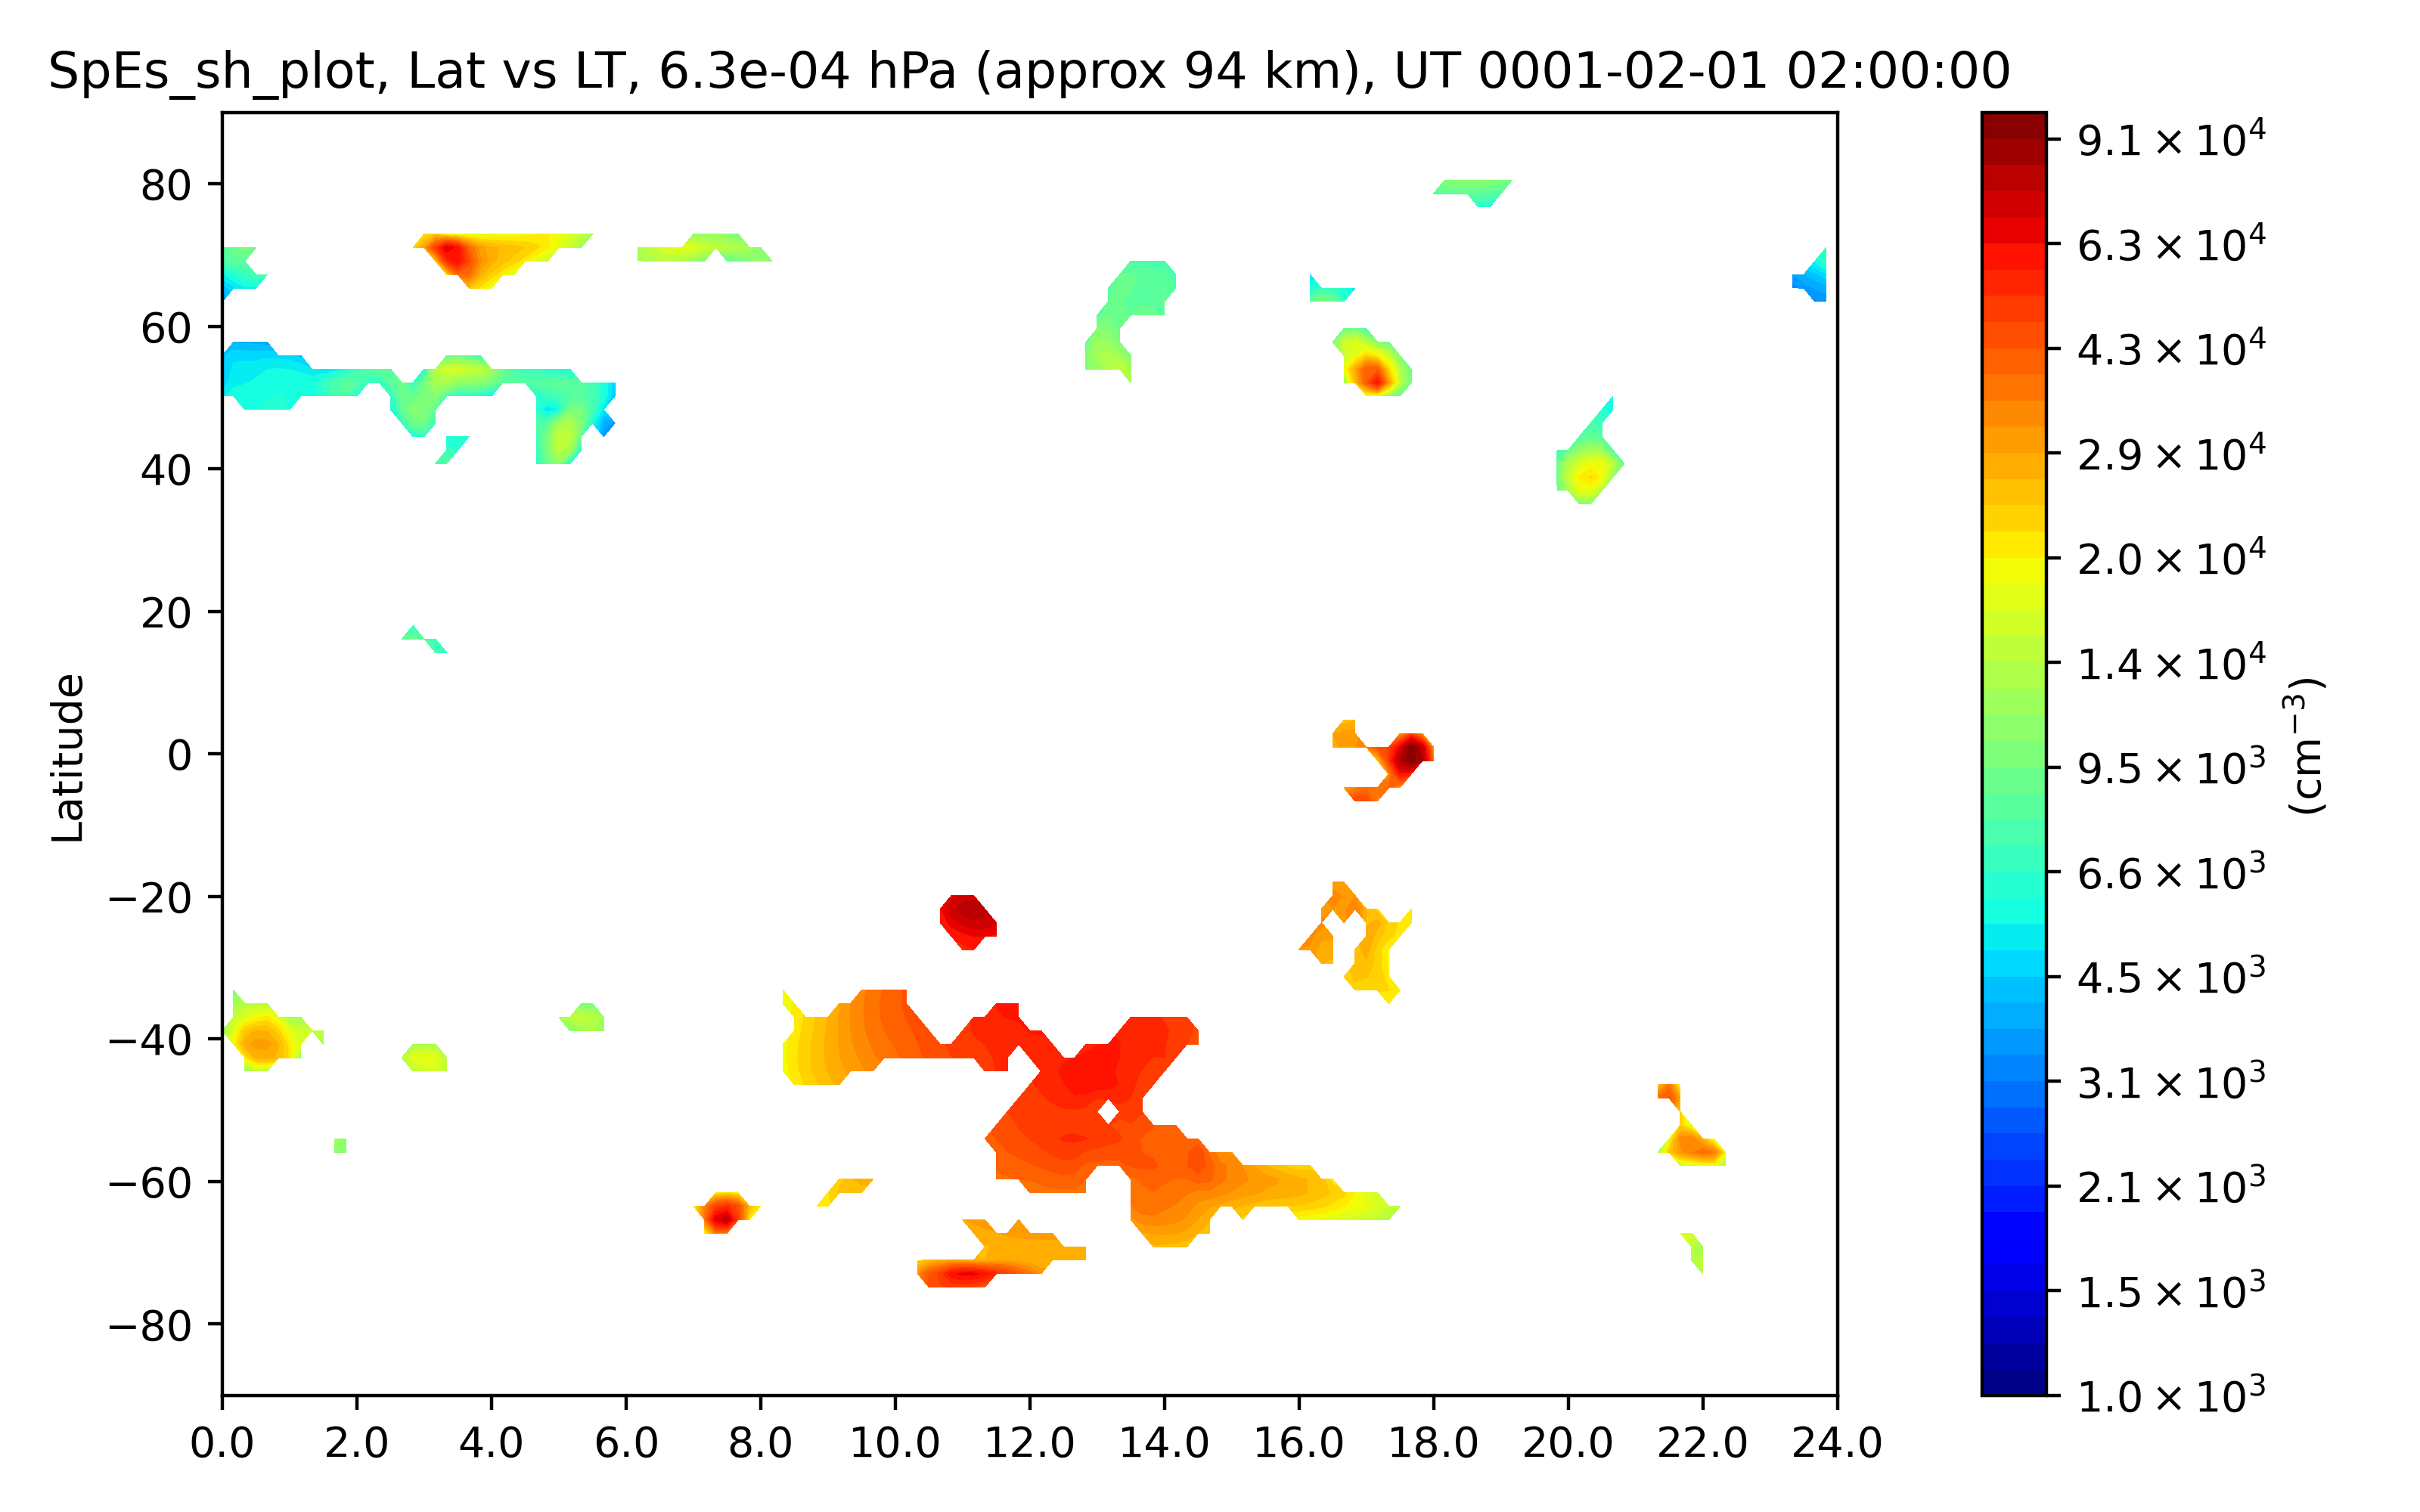 SpEs_sh_plot, Lat vs LT, 6.3e-04 hPa (approx 94 km), UT 0001-02-01 02:00:00
Latitude
80
60
40
20
0
−20
−40
−60
−80
0.0 2.0 4.0 6.0 8.0 10.0 12.0 14.0 16.0 18.0 20.0 22.0 24.0
9.1 × 10⁴
6.3 × 10⁴
4.3 × 10⁴
2.9 × 10⁴
2.0 × 10⁴
1.4 × 10⁴
9.5 × 10³
6.6 × 10³
4.5 × 10³
3.1 × 10³
2.1 × 10³
1.5 × 10³
1.0 × 10³
(cm⁻³)